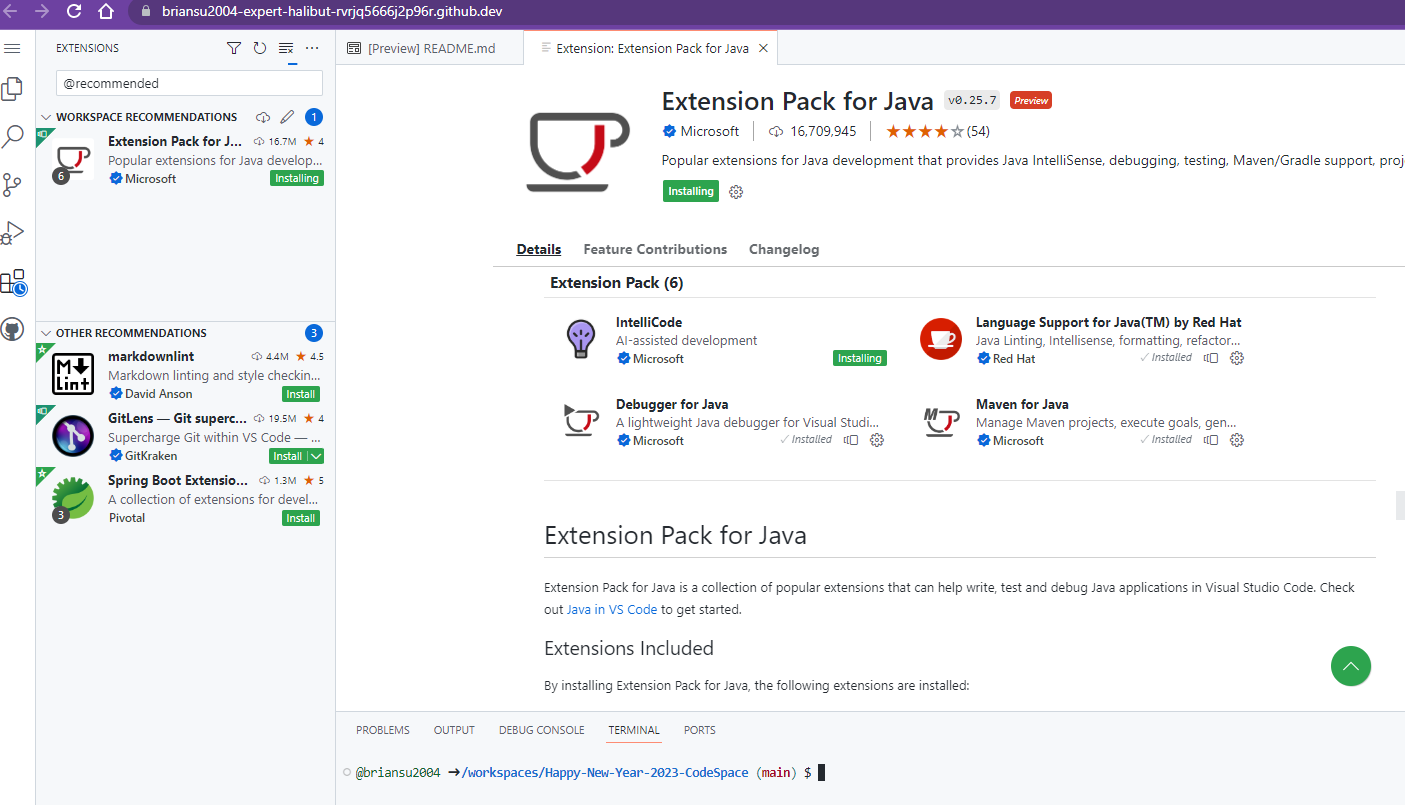 briansu2004-expert-halibut-rvrjq5666j2p96r.github.dev
EXTENSIONS
@recommended
WORKSPACE RECOMMENDATIONS 1
Extension Pack for J... 16.7M 4
Popular extensions for Java develop...
6
Microsoft Installing
OTHER RECOMMENDATIONS 3
markdownlint 4.4M 4.5
Markdown linting and style checkin...
M Lint
David Anson Install
GitLens — Git superc... 19.5M 4
Supercharge Git within VS Code — ...
GitKraken Install
Spring Boot Extensio... 1.3M 5
A collection of extensions for devel...
3
Pivotal Install
[Preview] README.md Extension: Extension Pack for Java
Extension Pack for Java v0.25.7 Preview
Microsoft 16,709,945 (54)
Popular extensions for Java development that provides Java IntelliSense, debugging, testing, Maven/Gradle support, proj
Installing
Details Feature Contributions Changelog
Extension Pack (6)
IntelliCode
AI-assisted development
Microsoft Installing
Language Support for Java(TM) by Red Hat
Java Linting, Intellisense, formatting, refactor...
Red Hat Installed
Debugger for Java
A lightweight Java debugger for Visual Studi...
Microsoft Installed
M
Maven for Java
Manage Maven projects, execute goals, gen...
Microsoft Installed
Extension Pack for Java
Extension Pack for Java is a collection of popular extensions that can help write, test and debug Java applications in Visual Studio Code. Check
out Java in VS Code to get started.
Extensions Included
By installing Extension Pack for Java, the following extensions are installed:
PROBLEMS OUTPUT DEBUG CONSOLE TERMINAL PORTS
@briansu2004 ➜/workspaces/Happy-New-Year-2023-CodeSpace (main) $